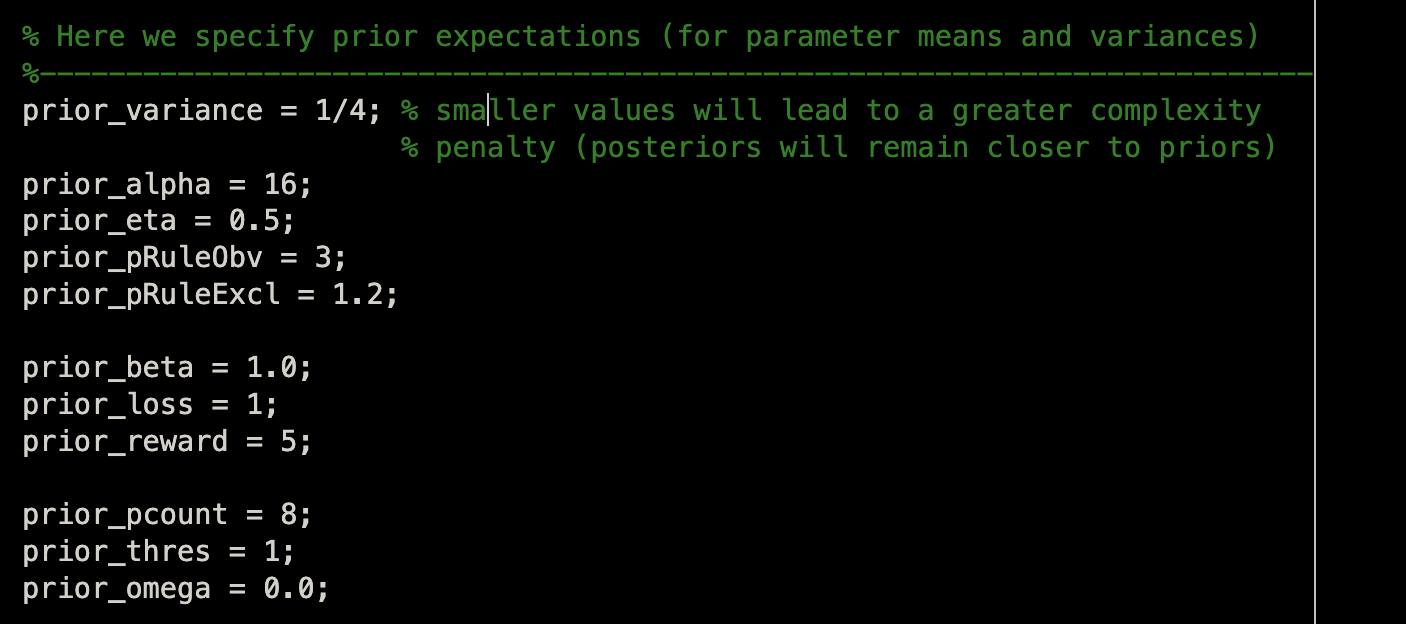 % Here we specify prior expectations (for parameter means and variances)
%--------------------------------------------------------------------------
prior_variance = 1/4; % smaller values will lead to a greater complexity
% penalty (posteriors will remain closer to priors)
prior_alpha = 16;
prior_eta = 0.5;
prior_pRuleObv = 3;
prior_pRuleExcl = 1.2;
prior_beta = 1.0;
prior_loss = 1;
prior_reward = 5;
prior_pcount = 8;
prior_thres = 1;
prior_omega = 0.0;